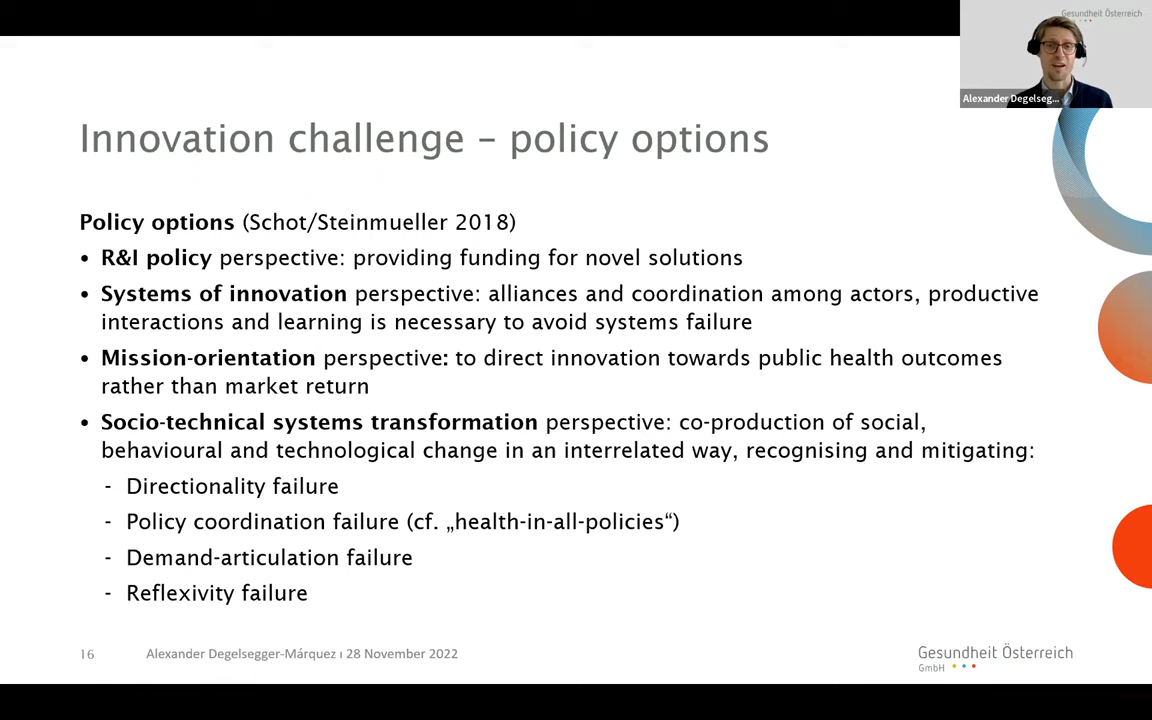 Gesundheit Österreich
Alexander Degelseg...
Innovation challenge – policy options
Policy options (Schot/Steinmueller 2018)
• R&I policy perspective: providing funding for novel solutions
• Systems of innovation perspective: alliances and coordination among actors, productive
interactions and learning is necessary to avoid systems failure
• Mission-orientation perspective: to direct innovation towards public health outcomes
rather than market return
• Socio-technical systems transformation perspective: co-production of social,
behavioural and technological change in an interrelated way, recognising and mitigating:
- Directionality failure
- Policy coordination failure (cf. „health-in-all-policies“)
- Demand-articulation failure
- Reflexivity failure
16 Alexander Degelsegger-Márquez ı 28 November 2022
Gesundheit Österreich
GmbH